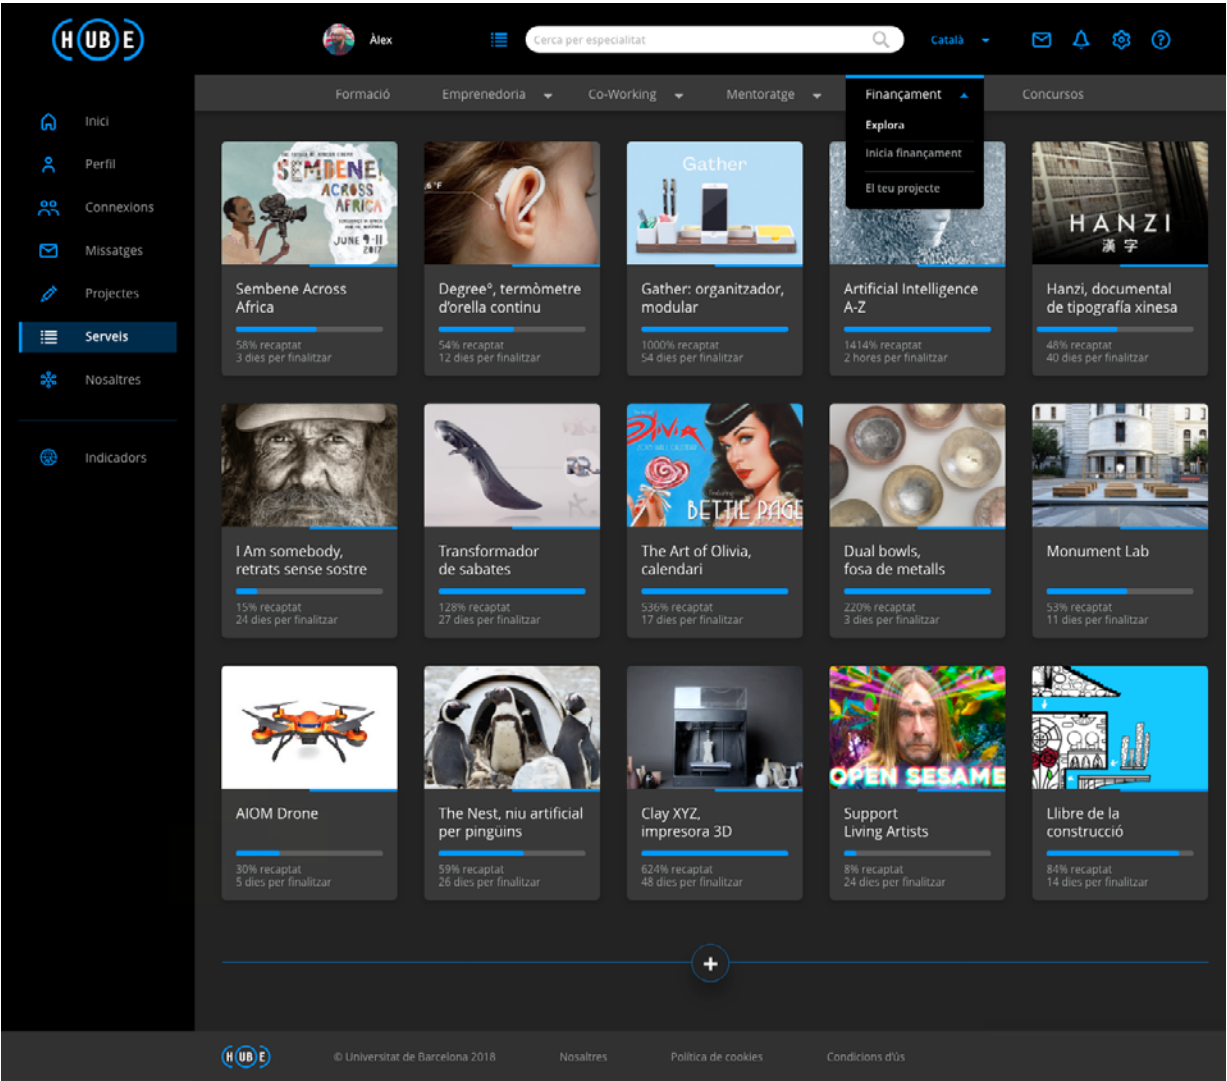 HUBE
Àlex
Cerca per especialitat
Català
Formació
Emprenedoria
Co-Working
Mentoratge
Finançament
Concursos
Explora
Inicia finançament
El teu projecte
Inici
Perfil
Connexions
Missatges
Projectes
Serveis
Nosaltres
Indicadors
SEMBENE!
ACROSS
AFRICA
JUNE 9-11
2017
Sembene Across
Africa
58% recaptat
3 dies per finalitzar
Degree°, termòmetre
d'orella continu
54% recaptat
12 dies per finalitzar
Gather
Gather: organitzador,
modular
1000% recaptat
54 dies per finalitzar
Artificial Intelligence
A-Z
1414% recaptat
2 hores per finalitzar
HANZI
漢字
Hanzi, documental
de tipografía xinesa
48% recaptat
40 dies per finalitzar
I Am somebody,
retrats sense sostre
15% recaptat
24 dies per finalitzar
Transformador
de sabates
128% recaptat
27 dies per finalitzar
Olivia
BETTIE PAGE
The Art of Olivia,
calendari
536% recaptat
17 dies per finalitzar
Dual bowls,
fosa de metalls
220% recaptat
3 dies per finalitzar
Monument Lab
53% recaptat
11 dies per finalitzar
AIOM Drone
30% recaptat
5 dies per finalitzar
The Nest, niu artificial
per pingüins
59% recaptat
26 dies per finalitzar
Clay XYZ,
impresora 3D
624% recaptat
48 dies per finalitzar
OPEN SESAME
Support
Living Artists
8% recaptat
24 dies per finalitzar
Llibre de la
construcció
84% recaptat
14 dies per finalitzar
HUBE
© Universitat de Barcelona 2018
Nosaltres
Política de cookies
Condicions d'ús